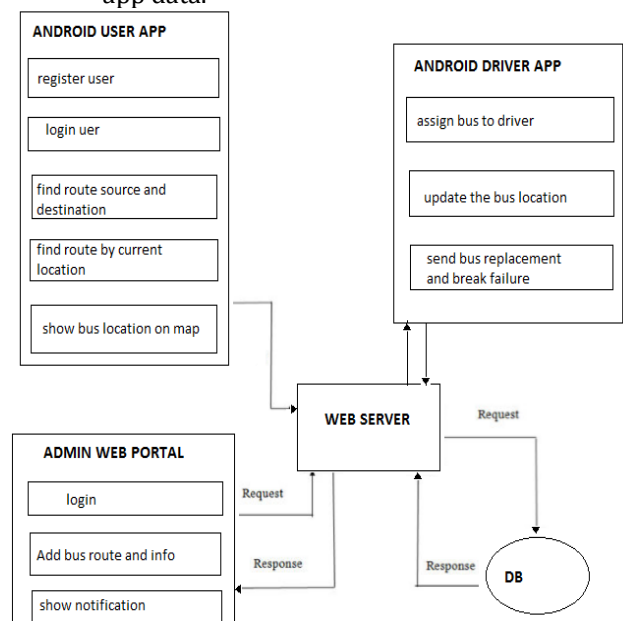 app data.
ANDROID USER APP
register user
login uer
find route source and
destination
find route by current
location
show bus location on map
ANDROID DRIVER APP
assign bus to driver
update the bus location
send bus replacement
and break failure
WEB SERVER
Request
ADMIN WEB PORTAL
login
Request
Add bus route and info
Response
Response
DB
show notification